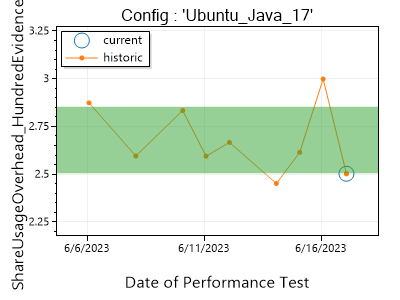 Config : 'Ubuntu_Java_17'
current
historic
ShareUsageOverhead_HundredEvidence
3.25
3
2.75
2.5
2.25
6/6/2023
6/11/2023
6/16/2023
Date of Performance Test